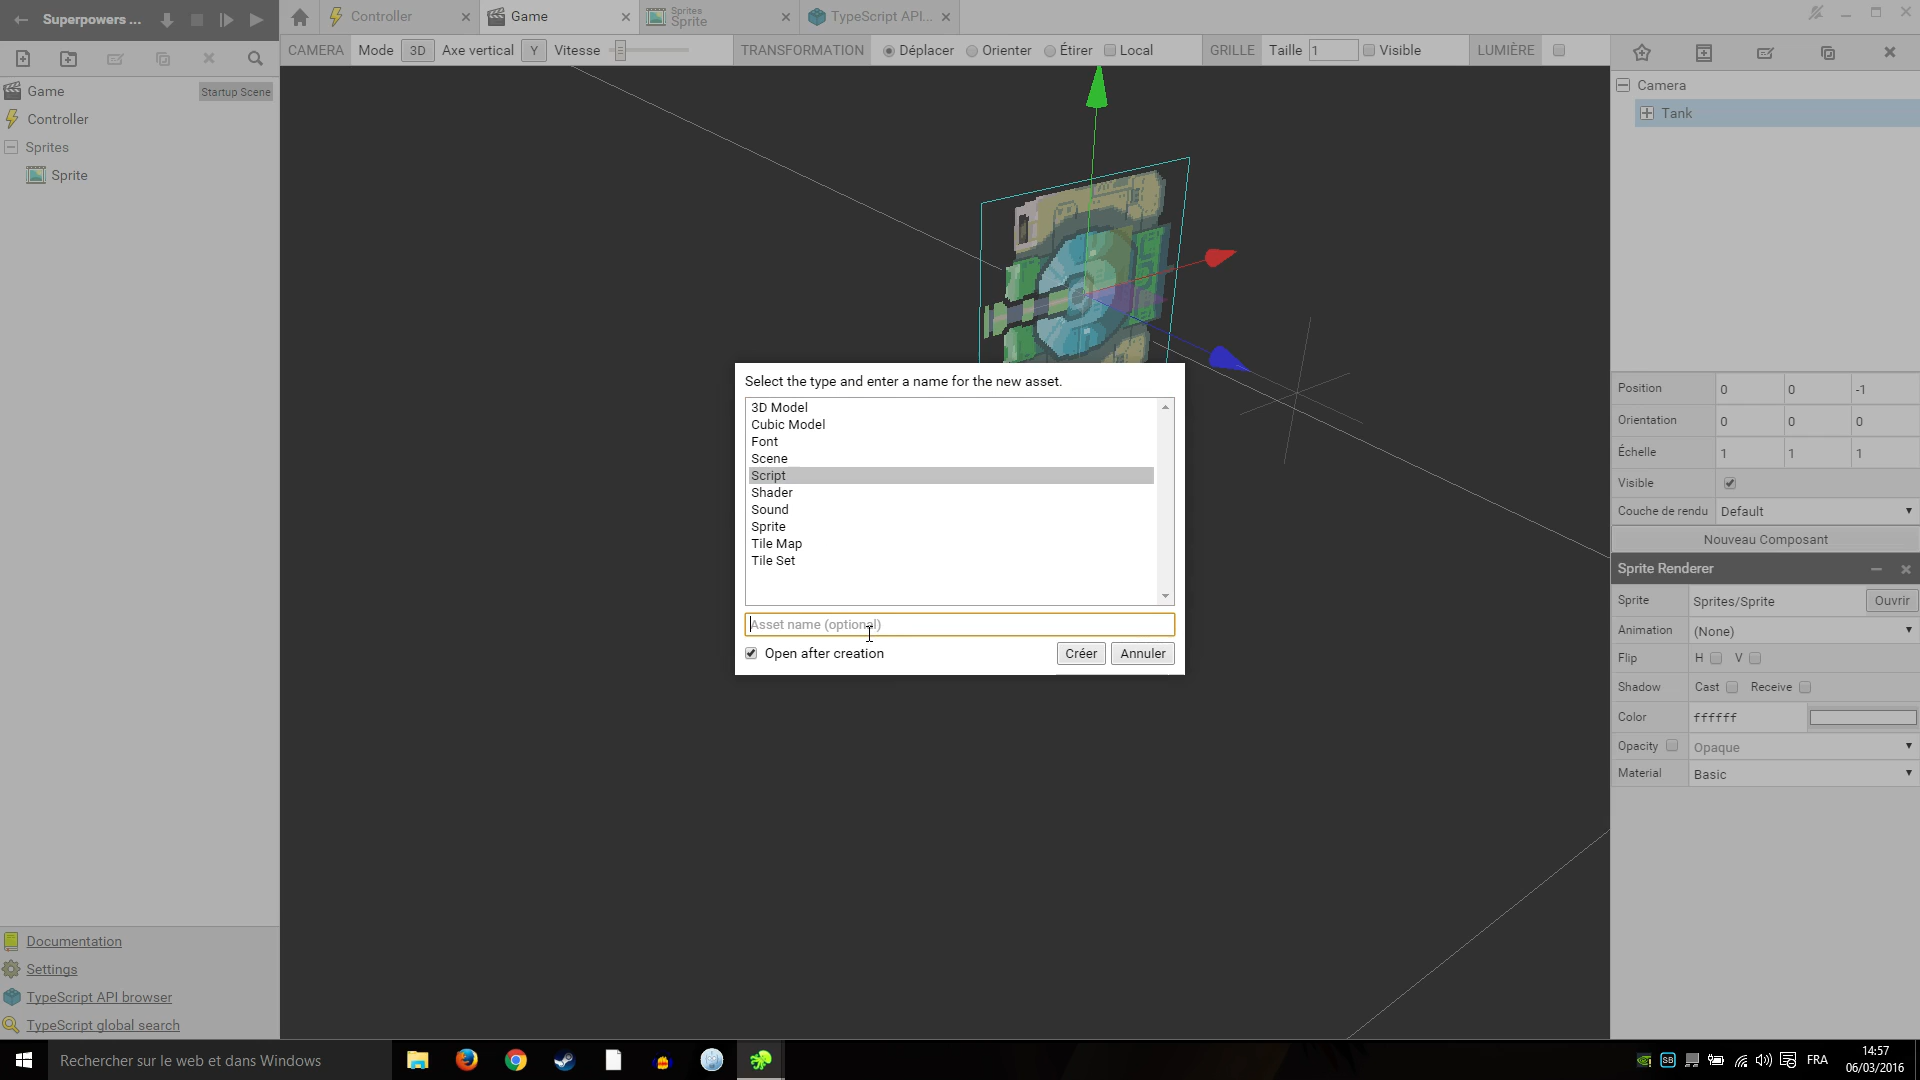 Superpowers ...
Controller
Game
Sprites
Sprite
TypeScript API...
CAMERA
Mode
3D
Axe vertical
Y
Vitesse
TRANSFORMATION
Déplacer
Orienter
Étirer
Local
GRILLE
Taille
1
Visible
LUMIÈRE
Game
Startup Scene
Controller
Sprites
Sprite
Camera
Tank
Select the type and enter a name for the new asset.
3D Model
Cubic Model
Font
Scene
Script
Shader
Sound
Sprite
Tile Map
Tile Set
Asset name (optional)
Open after creation
Créer
Annuler
Position
0
0
-1
Orientation
0
0
0
Échelle
1
1
1
Visible
Couche de rendu
Default
Nouveau Composant
Sprite Renderer
Sprite
Sprites/Sprite
Ouvrir
Animation
(None)
Flip
H
V
Shadow
Cast
Receive
Color
ffffff
Opacity
Opaque
Material
Basic
Documentation
Settings
TypeScript API browser
TypeScript global search
Rechercher sur le web et dans Windows
SB
FRA
14:57
06/03/2016